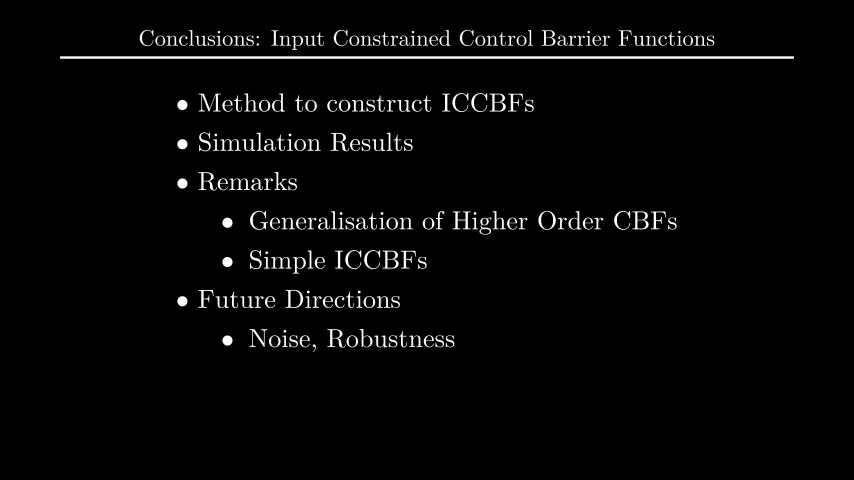 Conclusions: Input Constrained Control Barrier Functions
• Method to construct ICCBFs
• Simulation Results
• Remarks
• Generalisation of Higher Order CBFs
• Simple ICCBFs
• Future Directions
• Noise, Robustness